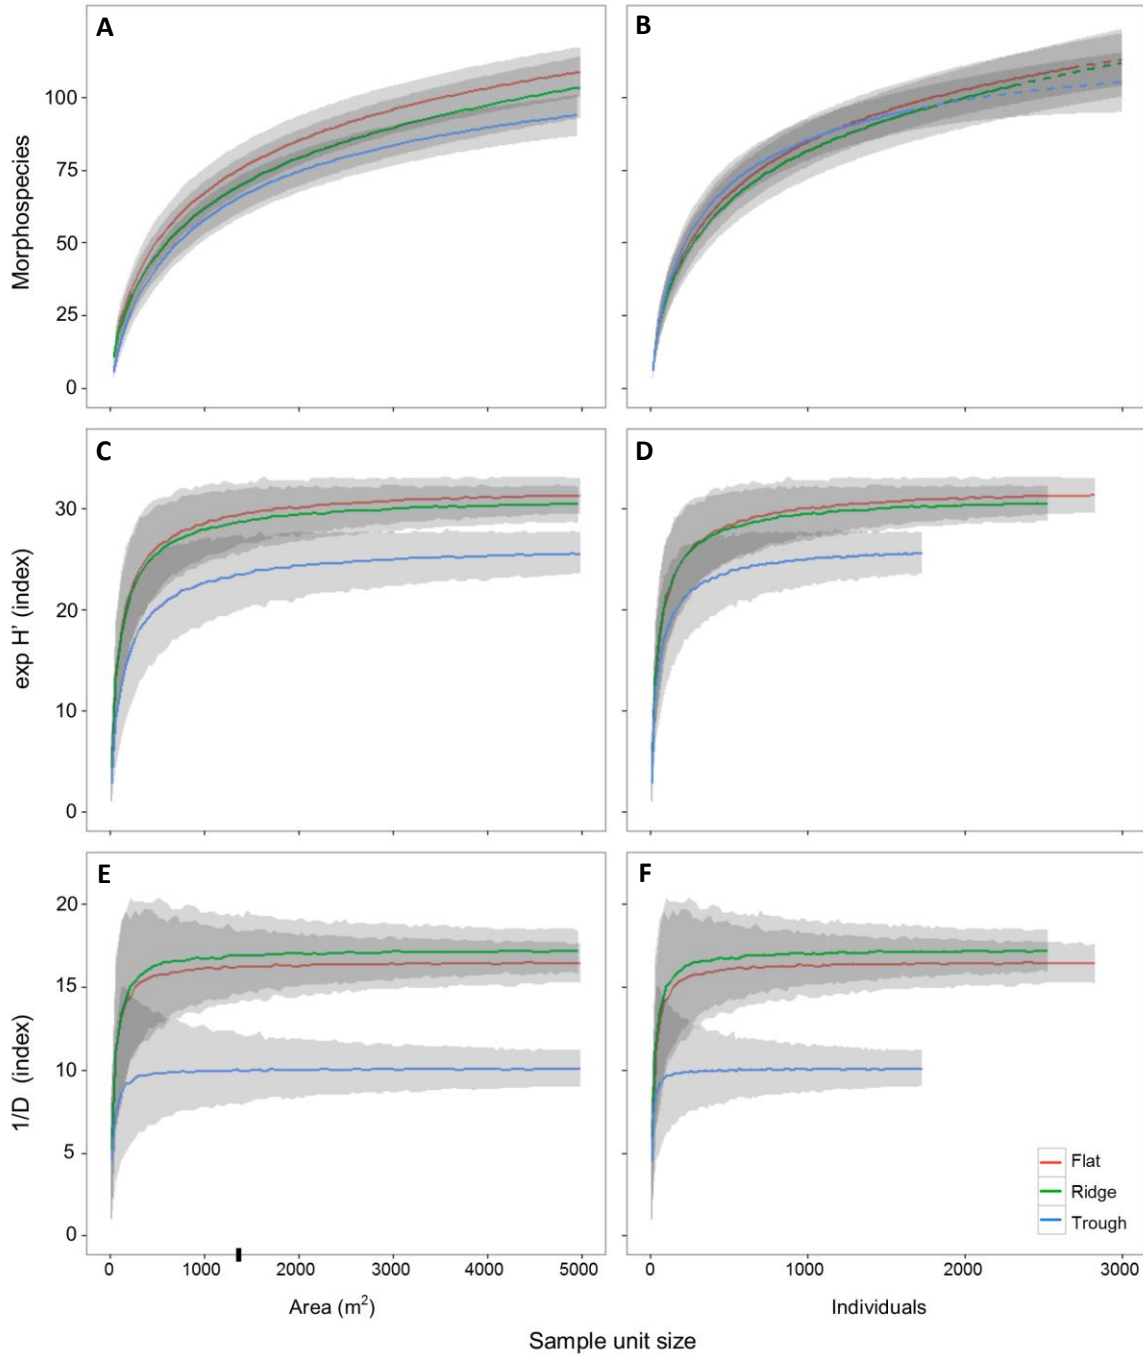 A
B
Morphospecies
100
75
50
25
0
C
D
exp H' (index)
30
20
10
0
E
F
1/D (index)
20
15
10
5
0
Flat
Ridge
Trough
0 1000 2000 3000 4000 5000
0 1000 2000 3000
Area (m²)
Individuals
Sample unit size